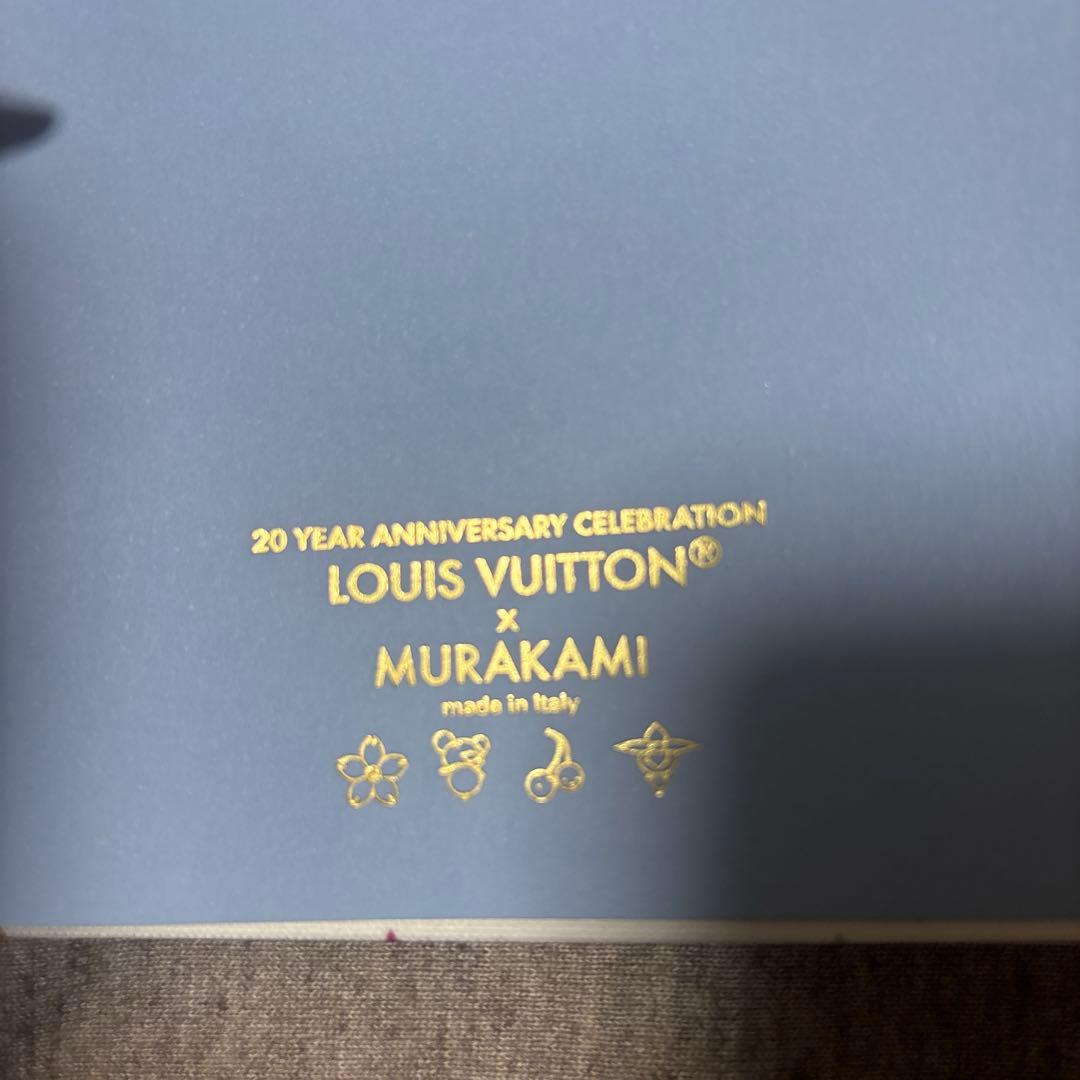 20 YEAR ANNIVERSARY CELEBRATION
LOUIS VUITTON®
x
MURAKAMI
made in Italy